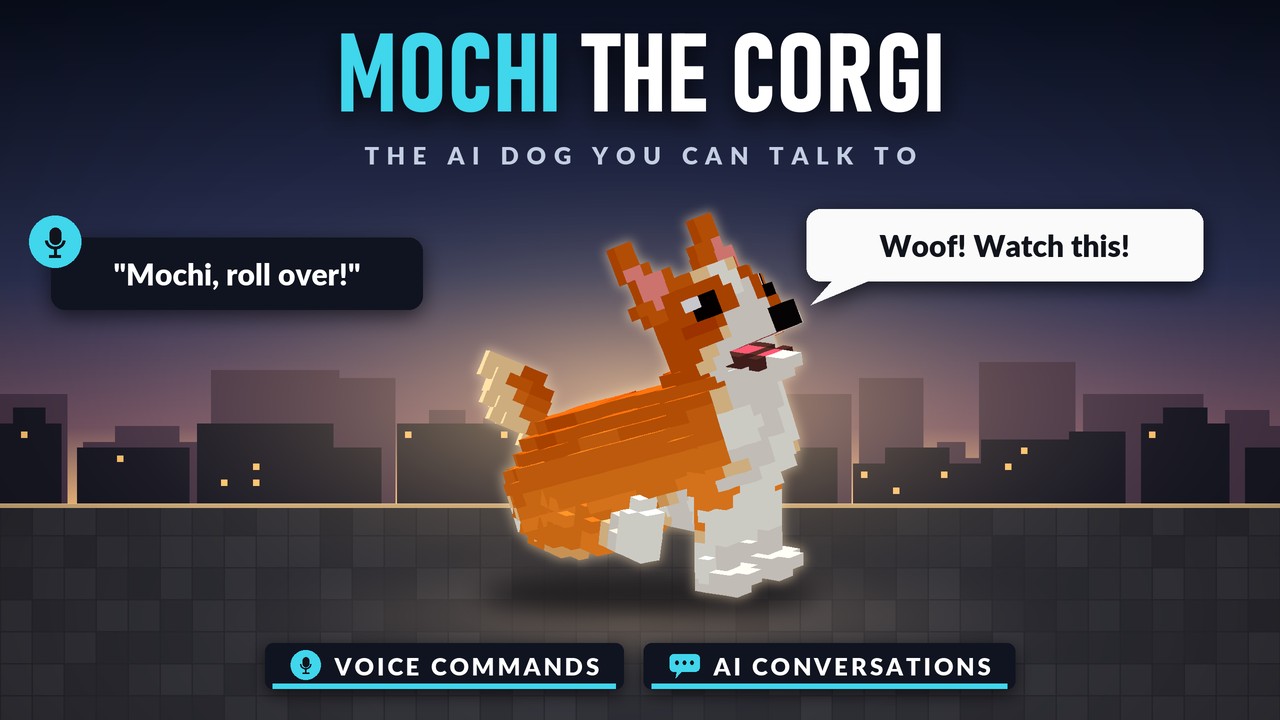 MOCHI THE CORGI
THE AI DOG YOU CAN TALK TO
"Mochi, roll over!"
Woof! Watch this!
VOICE COMMANDS
AI CONVERSATIONS